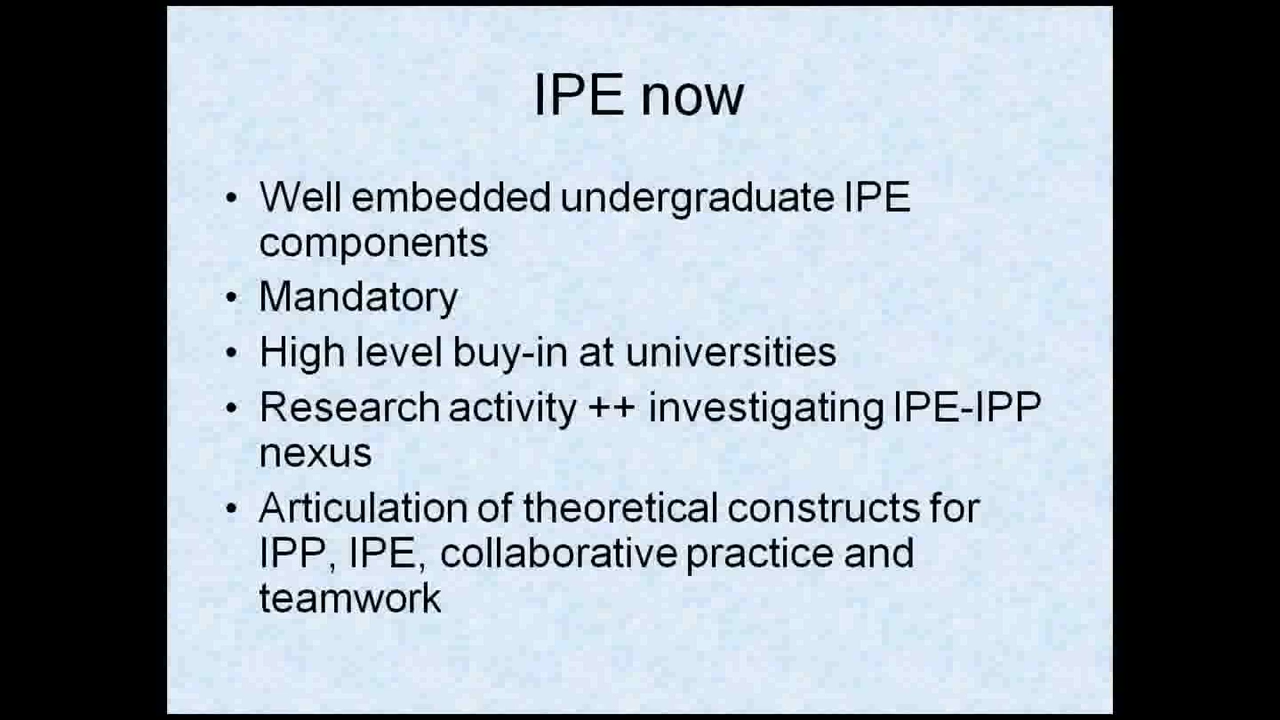 IPE now
• Well embedded undergraduate IPE
components
• Mandatory
• High level buy-in at universities
• Research activity ++ investigating IPE-IPP
nexus
• Articulation of theoretical constructs for
IPP, IPE, collaborative practice and
teamwork